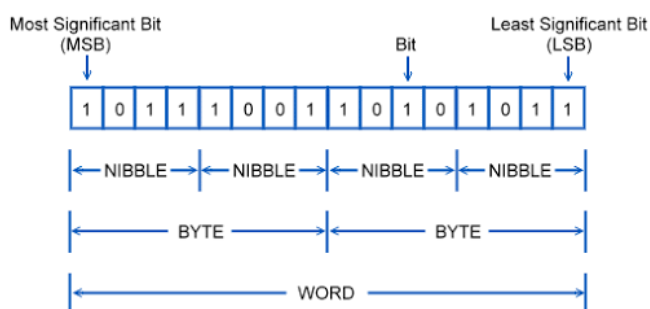 Most Significant Bit
(MSB)
Bit
Least Significant Bit
(LSB)
1 0 1 1 1 0 0 1 1 0 1 0 1 0 1 1
NIBBLE NIBBLE NIBBLE NIBBLE
BYTE BYTE
WORD